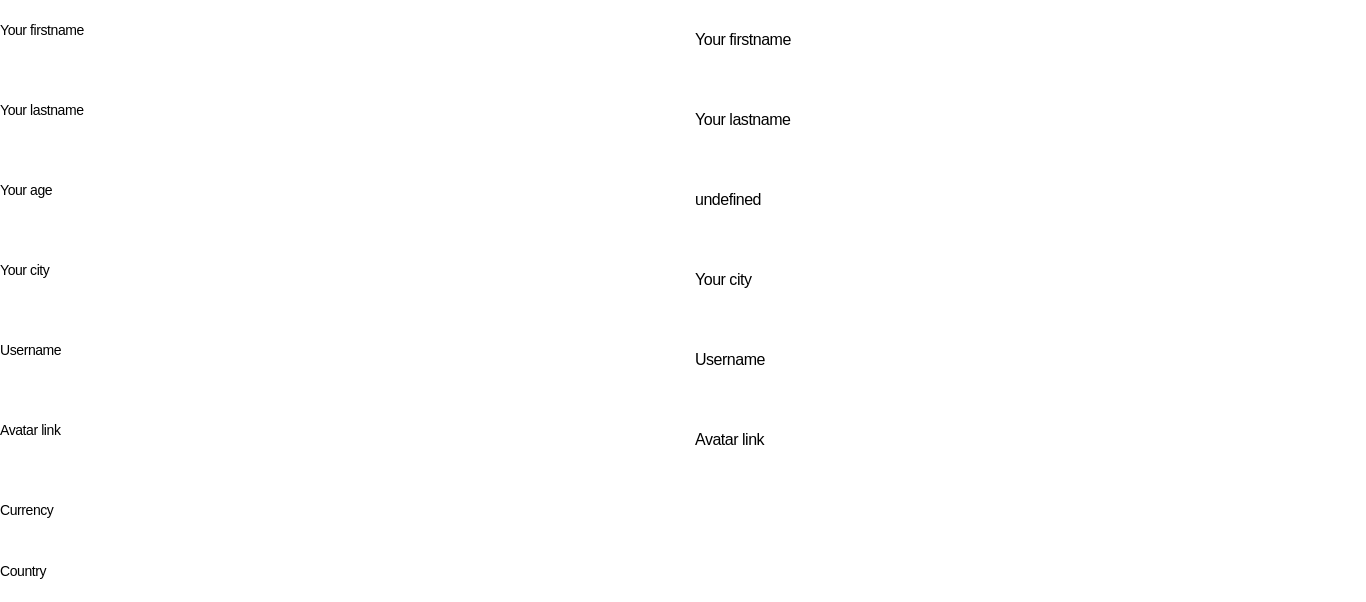 Your firstname
Your firstname
Your lastname
Your lastname
Your age
undefined
Your city
Your city
Username
Username
Avatar link
Avatar link
Currency
Country